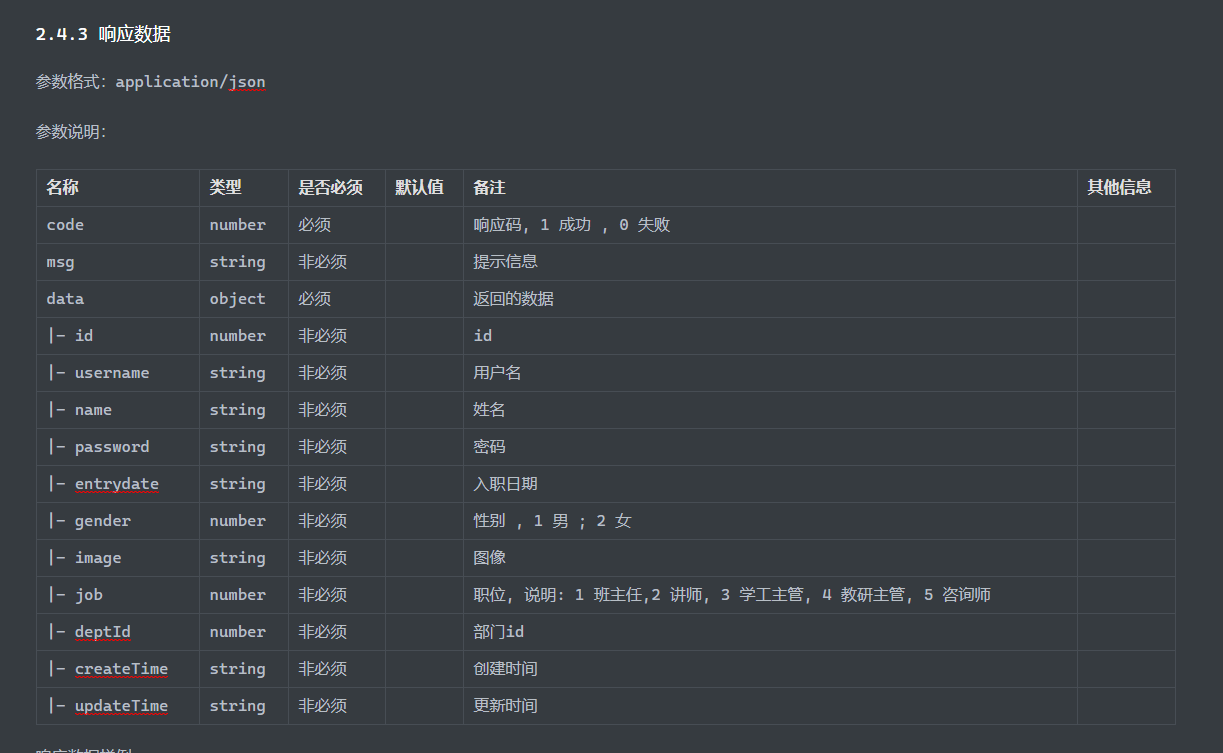 2.4.3 响应数据
参数格式：application/json
参数说明：
名称 类型 是否必须 默认值 备注 其他信息
code number 必须 响应码, 1 成功 , 0 失败
msg string 非必须 提示信息
data object 必须 返回的数据
|- id number 非必须 id
|- username string 非必须 用户名
|- name string 非必须 姓名
|- password string 非必须 密码
|- entrydate string 非必须 入职日期
|- gender number 非必须 性别 , 1 男 ; 2 女
|- image string 非必须 图像
|- job number 非必须 职位, 说明: 1 班主任,2 讲师, 3 学工主管, 4 教研主管, 5 咨询师
|- deptId number 非必须 部门id
|- createTime string 非必须 创建时间
|- updateTime string 非必须 更新时间